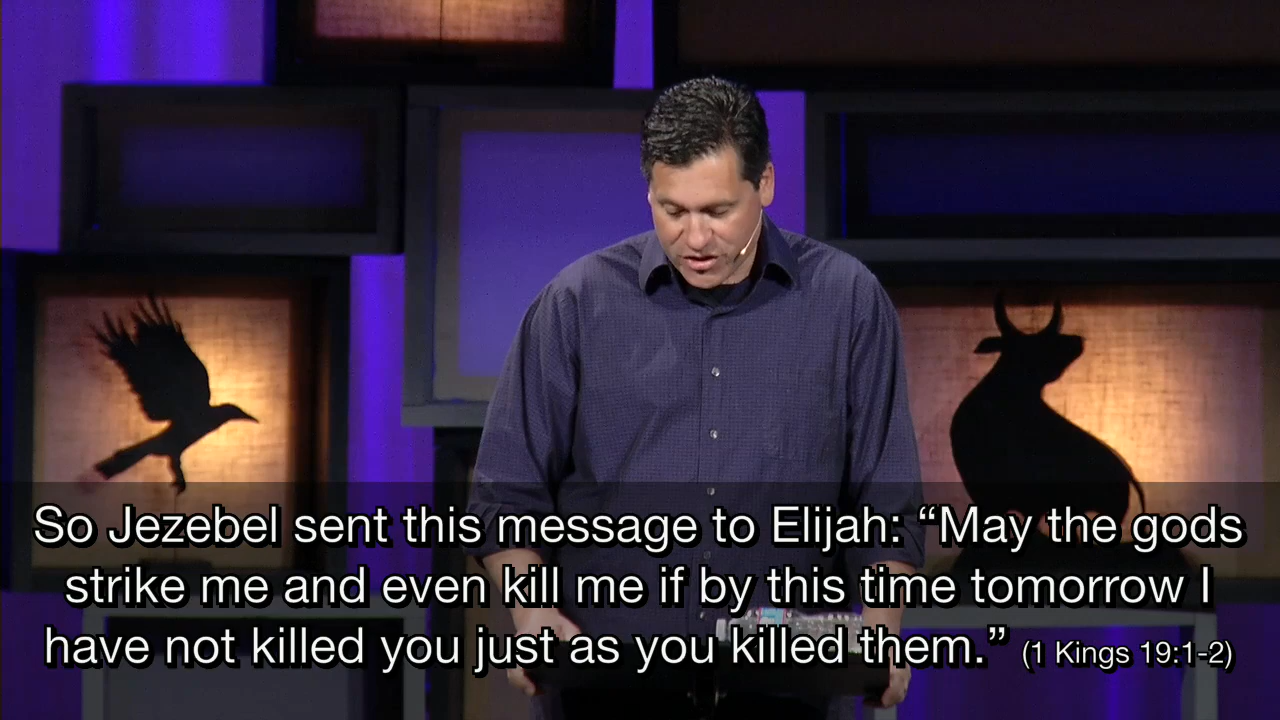 So Jezebel sent this message to Elijah: “May the gods
strike me and even kill me if by this time tomorrow I
have not killed you just as you killed them.” (1 Kings 19:1-2)